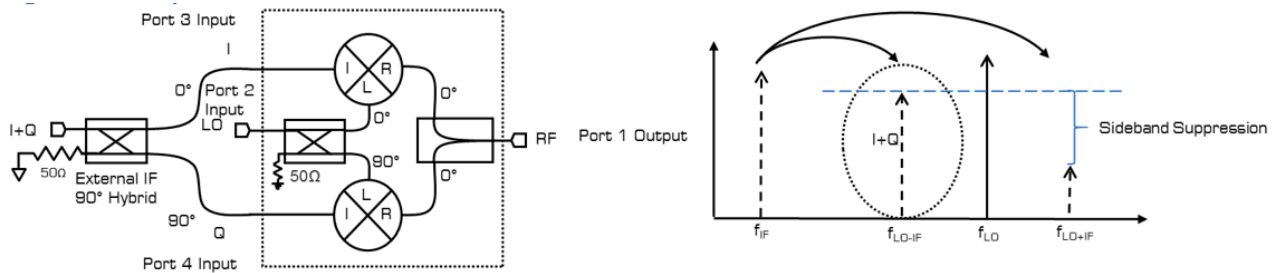 Port 3 Input
I
0°
Port 2
Input
LO
I+Q
50Ω
External IF
90° Hybrid
90°
Q
Port 4 Input
I
R
L
0°
0°
50Ω
90°
L
I
R
0°
RF
Port 1 Output
I+Q
Sideband Suppression
fIF
fLO-IF
fLO
fLO+IF